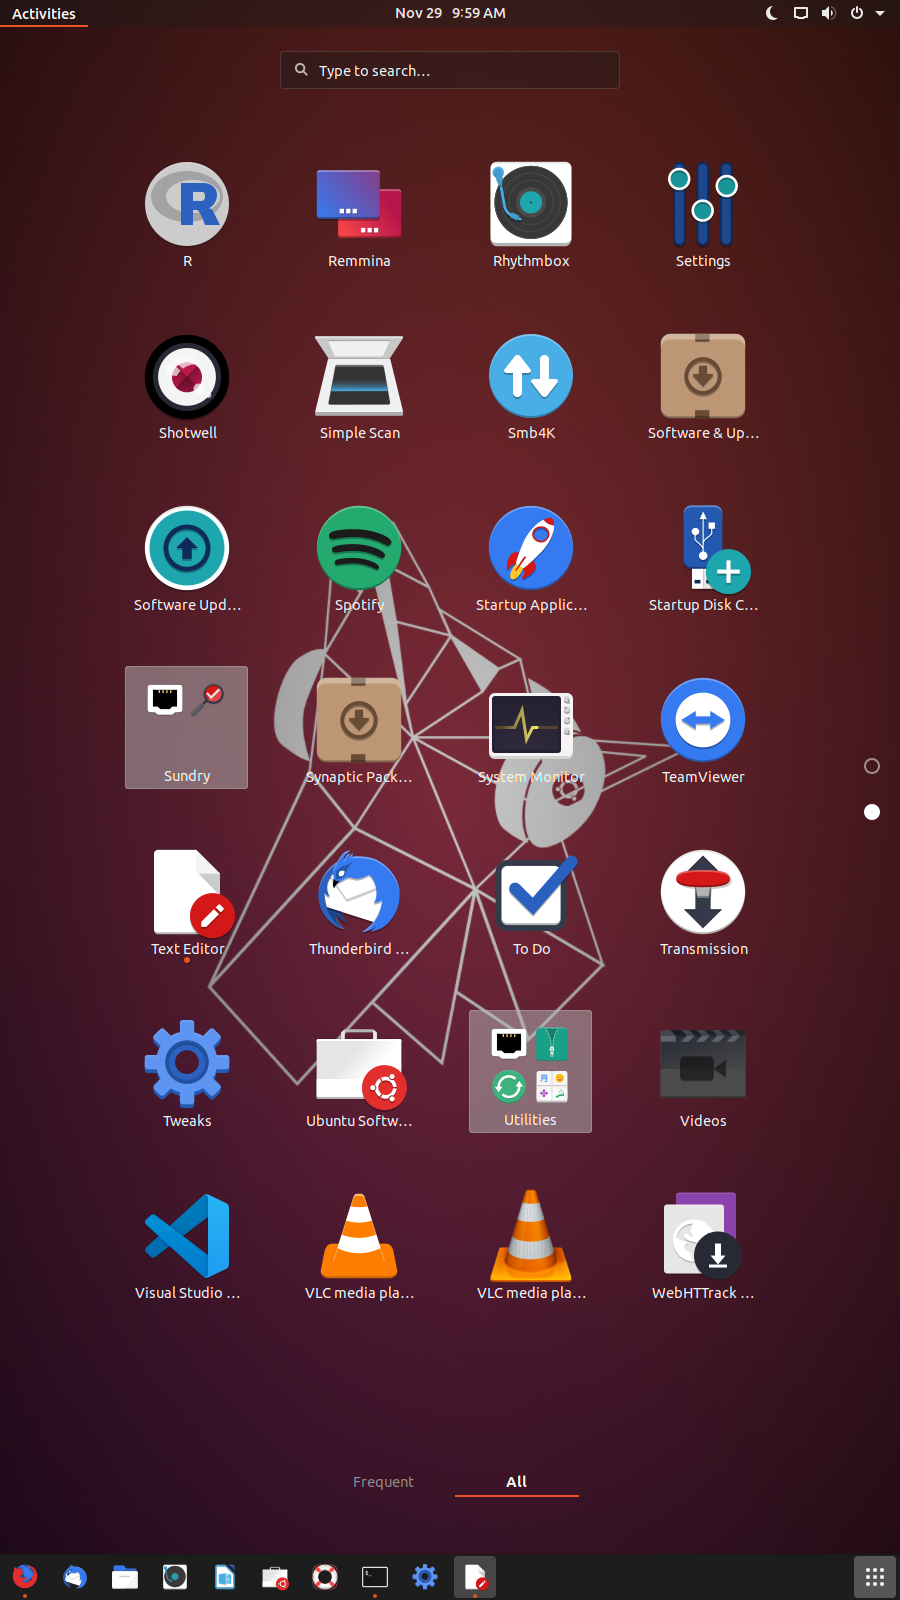 Activities
Nov 29 9:59 AM
Type to search...
R
Remmina
Rhythmbox
Settings
Shotwell
Simple Scan
Smb4K
Software & Up...
Software Upd...
Spotify
Startup Applic...
Startup Disk C...
Sundry
Synaptic Pack...
System Monitor
TeamViewer
Text Editor
Thunderbird ...
To Do
Transmission
Tweaks
Ubuntu Softw...
Utilities
Videos
Visual Studio ...
VLC media pla...
VLC media pla...
WebHTTrack ...
Frequent
All